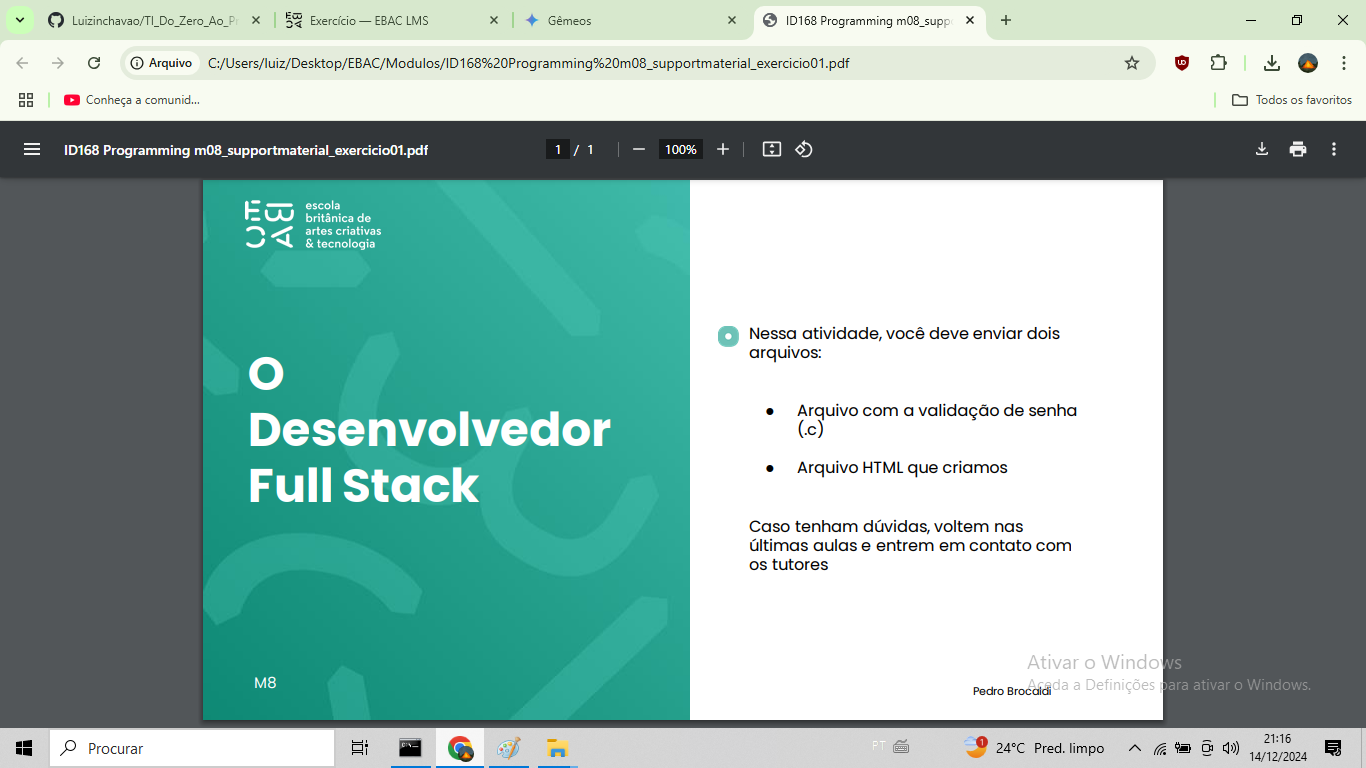 Luizinchavao/TI_Do_Zero_Ao_Pr
Exercício — EBAC LMS
Gêmeos
ID168 Programming m08_suppo
Arquivo
C:/Users/luiz/Desktop/EBAC/Modulos/ID168%20Programming%20m08_supportmaterial_exercicio01.pdf
Conheça a comunid...
Todos os favoritos
ID168 Programming m08_supportmaterial_exercicio01.pdf
1 / 1
100%
escola
britânica de
artes criativas
& tecnologia
O
Desenvolvedor
Full Stack
M8
Nessa atividade, você deve enviar dois
arquivos:
● Arquivo com a validação de senha
(.c)
● Arquivo HTML que criamos
Caso tenham dúvidas, voltem nas
últimas aulas e entrem em contato com
os tutores
Pedro Brocaldi
Ativar o Windows
Aceda a Definições para ativar o Windows.
Procurar
PT
1
24°C Pred. limpo
21:16
14/12/2024